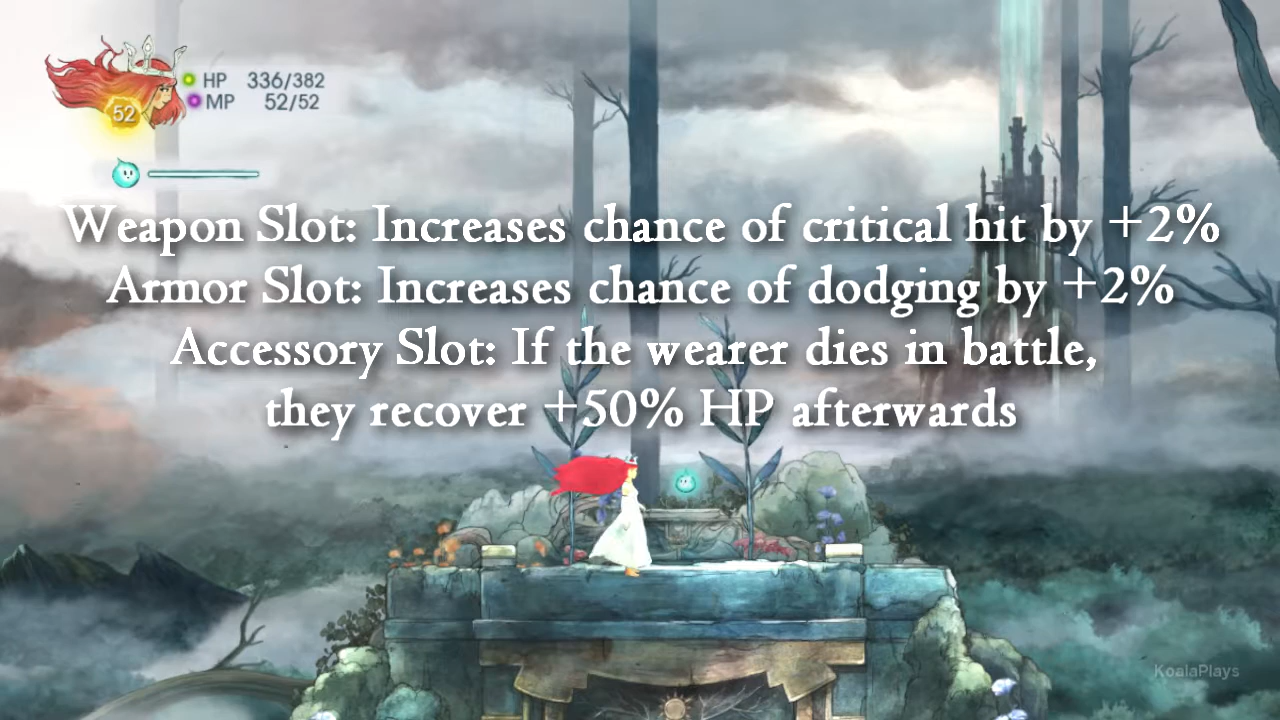 HP 336/382
MP 52/52
52
Weapon Slot: Increases chance of critical hit by +2%
Armor Slot: Increases chance of dodging by +2%
Accessory Slot: If the wearer dies in battle,
they recover +50% HP afterwards
KoalaPlays